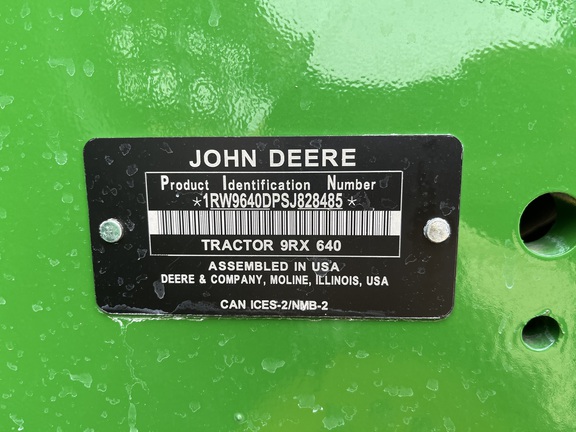 JOHN DEERE
Product Identification Number
*1RW9640DPSJ828485*
TRACTOR 9RX 640
ASSEMBLED IN USA
DEERE & COMPANY, MOLINE, ILLINOIS, USA
CAN ICES-2/NMB-2